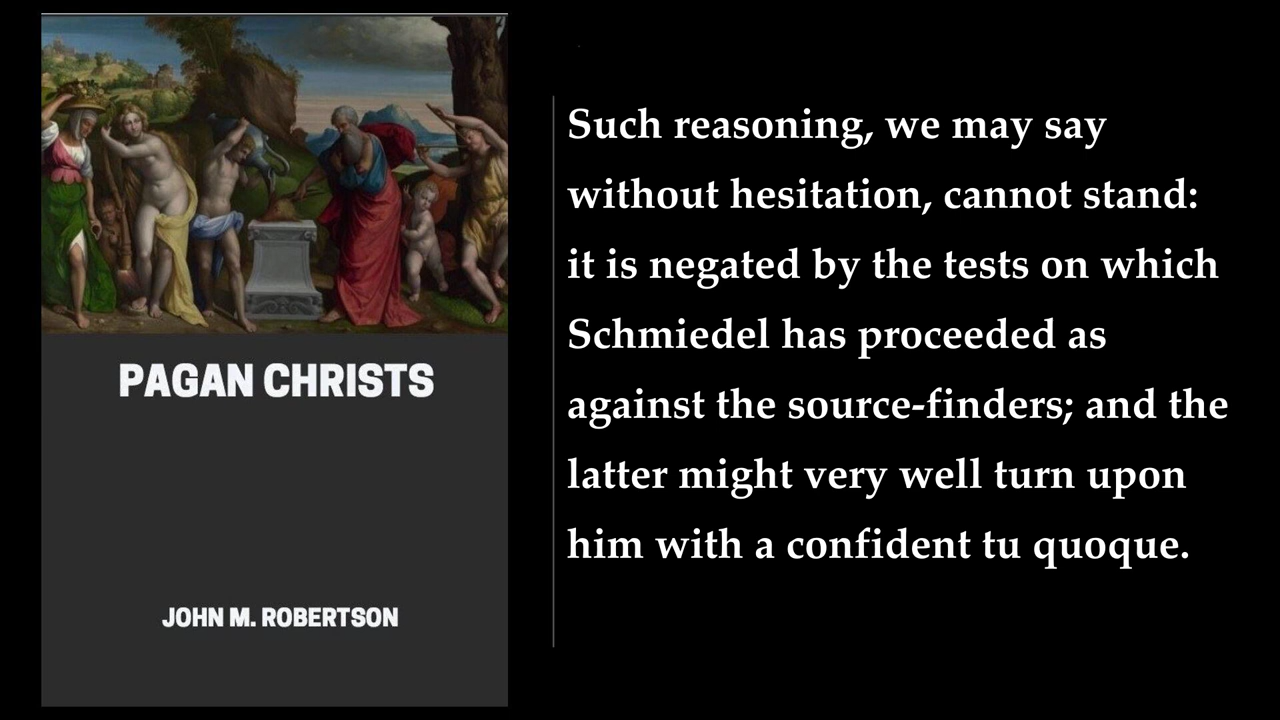 PAGAN CHRISTS
JOHN M. ROBERTSON
Such reasoning, we may say
without hesitation, cannot stand:
it is negated by the tests on which
Schmiedel has proceeded as
against the source-finders; and the
latter might very well turn upon
him with a confident tu quoque.